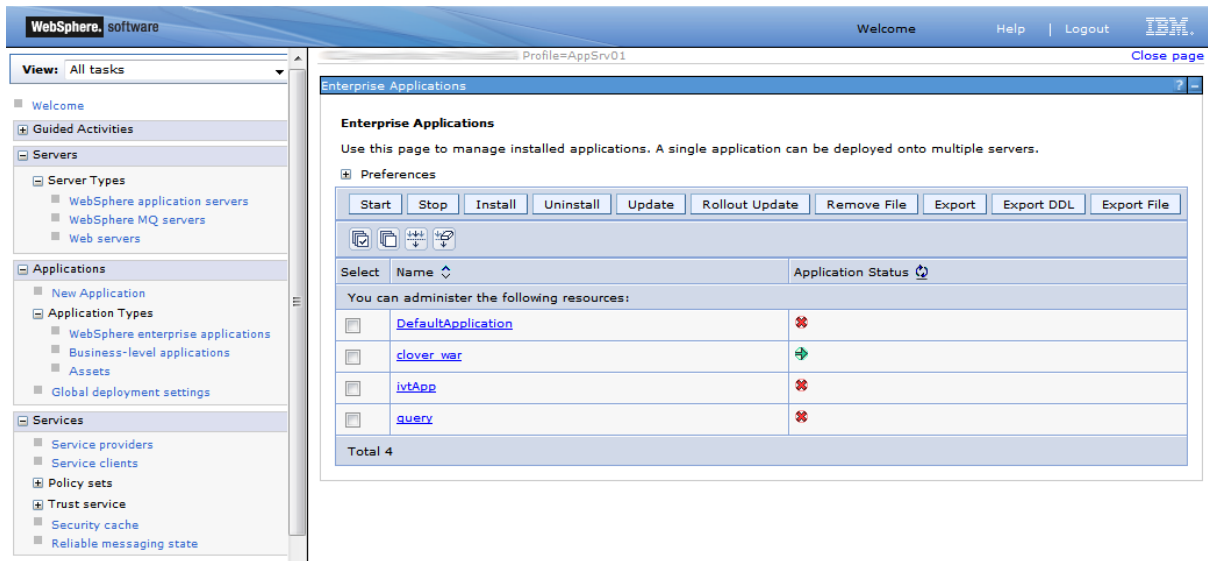 WebSphere. software
Welcome
Help | Logout
IBM.
View: All tasks
Welcome
Guided Activities
Servers
Server Types
WebSphere application servers
WebSphere MQ servers
Web servers
Applications
New Application
Application Types
WebSphere enterprise applications
Business-level applications
Assets
Global deployment settings
Services
Service providers
Service clients
Policy sets
Trust service
Security cache
Reliable messaging state
Profile=AppSrv01
Close page
Enterprise Applications
? -
Enterprise Applications
Use this page to manage installed applications. A single application can be deployed onto multiple servers.
Preferences
Start Stop Install Uninstall Update Rollout Update Remove File Export Export DDL Export File
Select Name Application Status
You can administer the following resources:
DefaultApplication
clover_war
ivtApp
query
Total 4